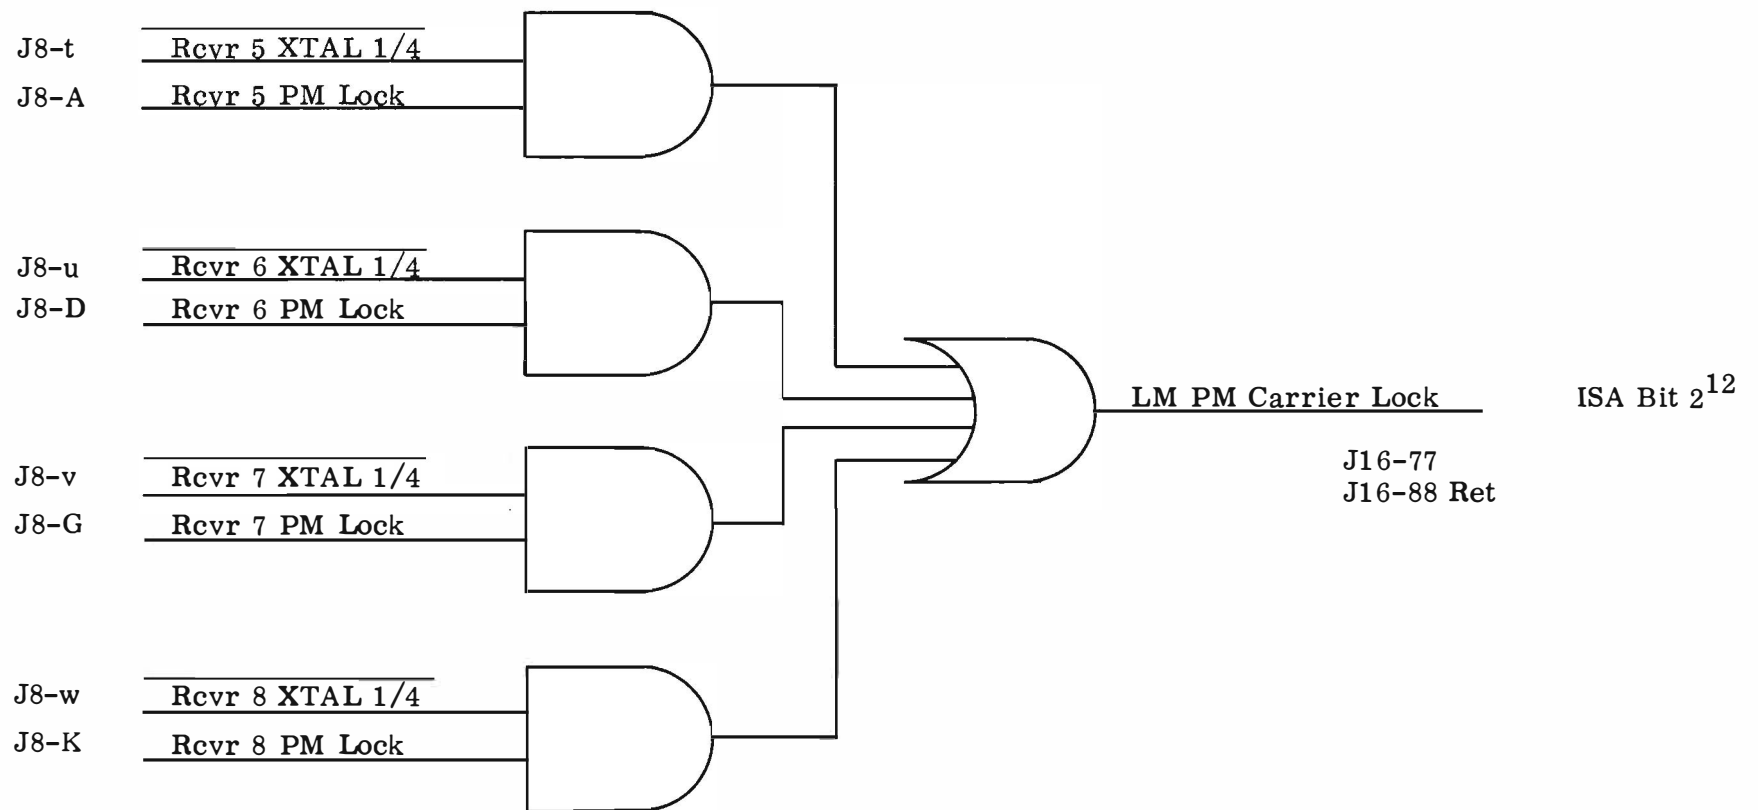 J8-t Rcvr 5 XTAL 1/4
J8-A Rcvr 5 PM Lock
J8-u Rcvr 6 XTAL 1/4
J8-D Rcvr 6 PM Lock
LM PM Carrier Lock ISA Bit 2^12
J16-77
J16-88 Ret
J8-v Rcvr 7 XTAL 1/4
J8-G Rcvr 7 PM Lock
J8-w Rcvr 8 XTAL 1/4
J8-K Rcvr 8 PM Lock